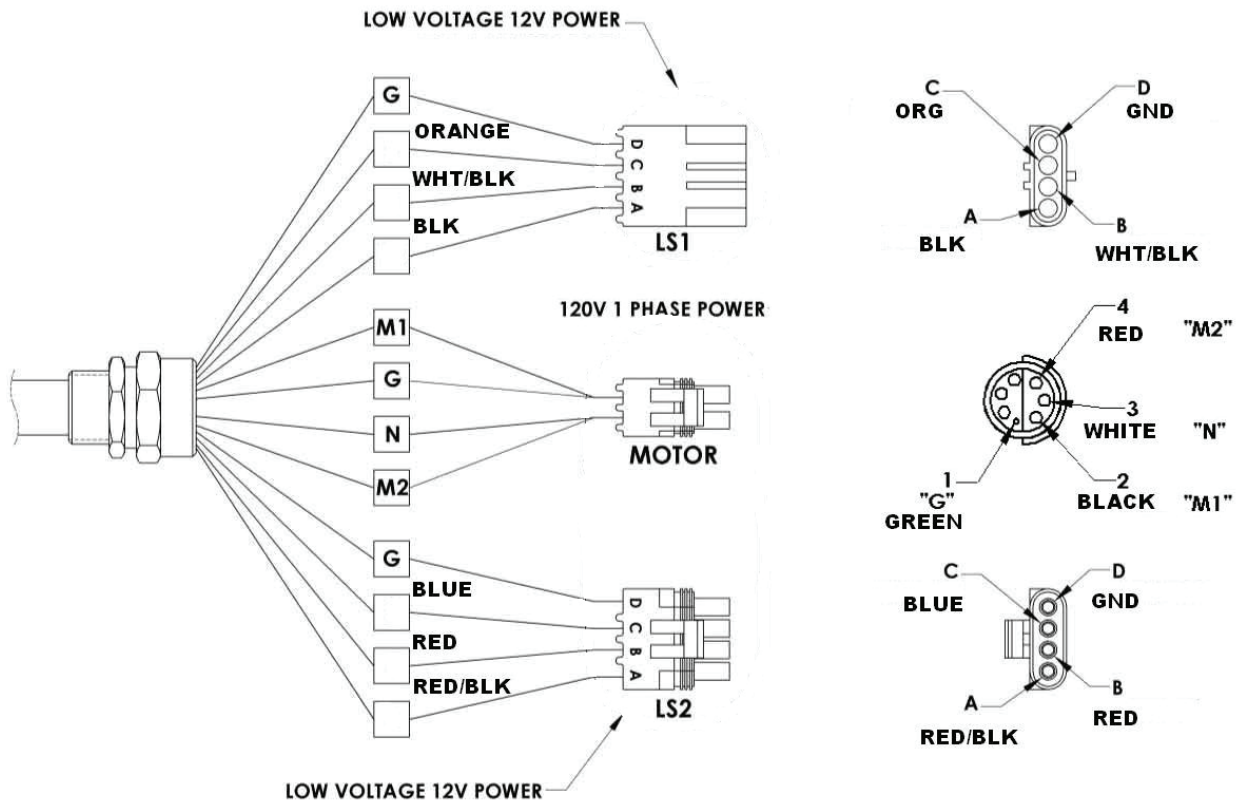 LOW VOLTAGE 12V POWER
G
ORANGE
WHT/BLK
BLK
D
C
B
A
LS1
C
ORG
D
GND
A
BLK
B
WHT/BLK
120V 1 PHASE POWER
M1
G
N
M2
MOTOR
4
RED "M2"
3
WHITE "N"
1
"G"
GREEN
2
BLACK "M1"
G
BLUE
RED
RED/BLK
D
C
B
A
LS2
C
BLUE
D
GND
A
RED/BLK
B
RED
LOW VOLTAGE 12V POWER